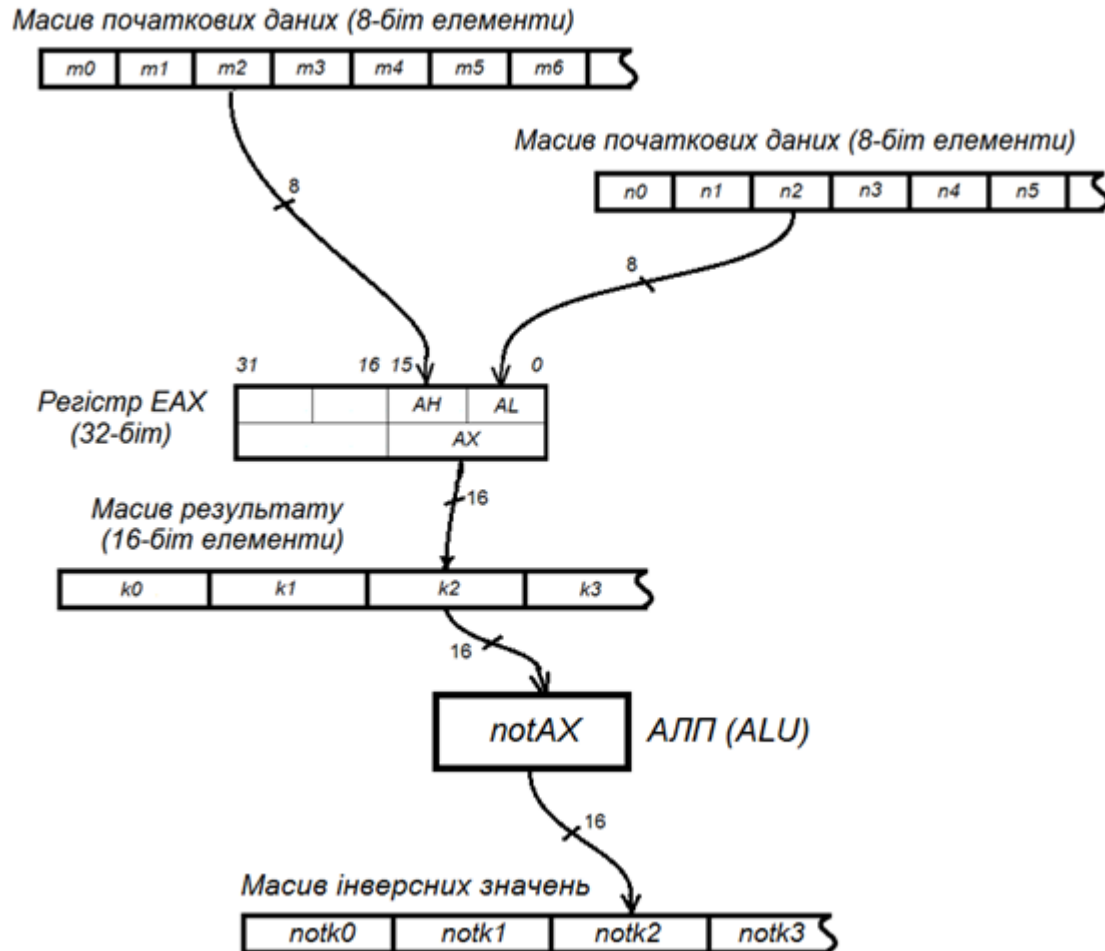 Масив початкових даних (8-біт елементи)
m0 m1 m2 m3 m4 m5 m6
Масив початкових даних (8-біт елементи)
n0 n1 n2 n3 n4 n5
8
8
31 16 15 0
Регістр EAX
(32-біт)
AH AL
AX
16
Масив результату
(16-біт елементи)
k0 k1 k2 k3
16
notAX
АЛП (ALU)
16
Масив інверсних значень
notk0 notk1 notk2 notk3